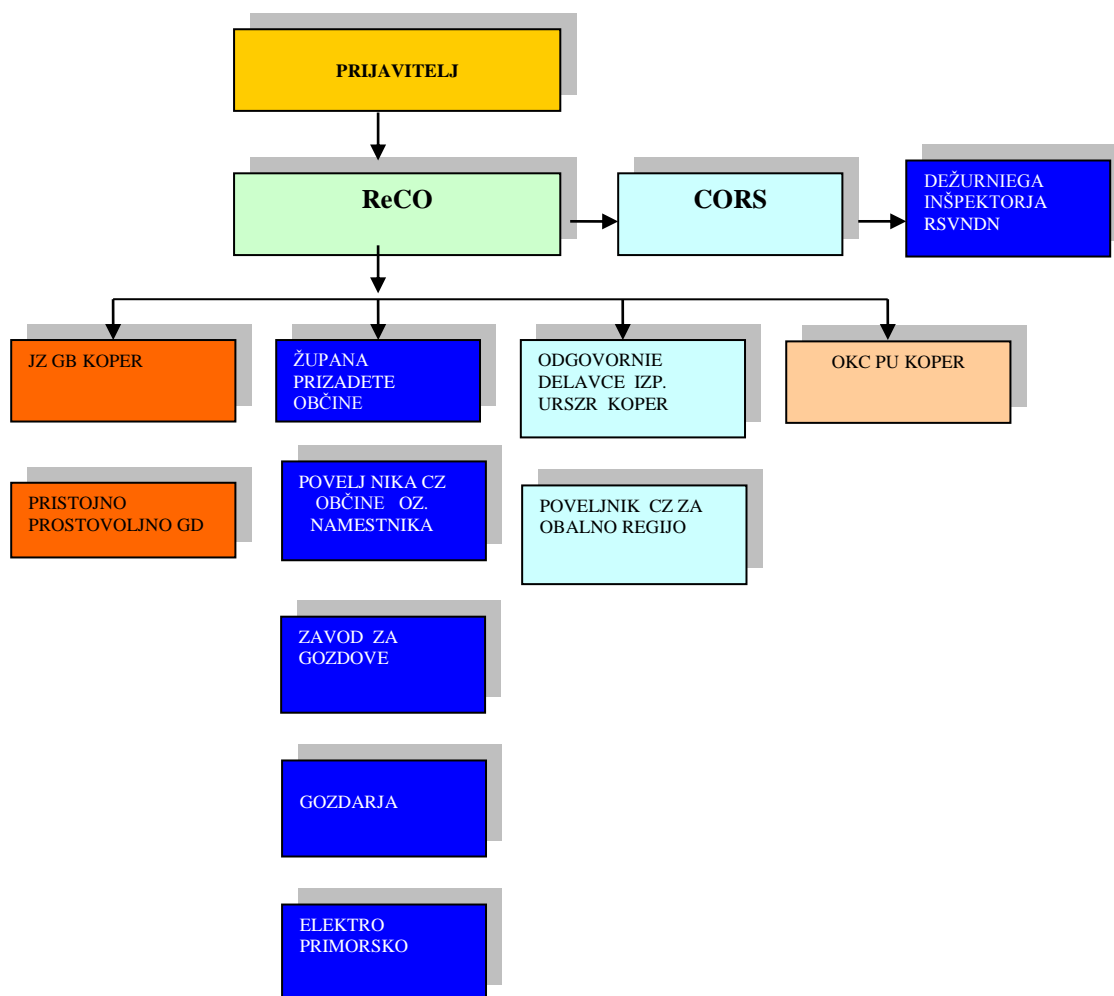 PRIJAVITELJ
ReCO
CORS
DEŽURNIEGA
INŠPEKTORJA
RSVNDN
JZ GB KOPER
ŽUPANA
PRIZADETE
OBČINE
ODGOVORNIE
DELAVCE IZP.
URSZR KOPER
OKC PU KOPER
PRISTOJNO
PROSTOVOLJNO GD
POVELJ NIKA CZ
OBČINE OZ.
NAMESTNIKA
POVELJNIK CZ ZA
OBALNO REGIJO
ZAVOD ZA
GOZDOVE
GOZDARJA
ELEKTRO
PRIMORSKO